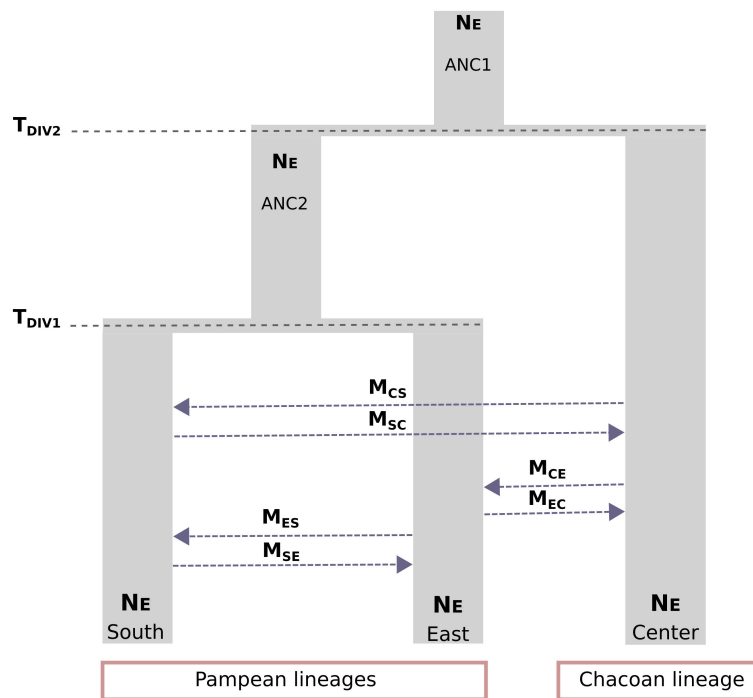 NE
ANC1
TDIV2
NE
ANC2
TDIV1
MCS
MSC
MCE
MEC
MES
MSE
NE NE NE
South East Center
Pampean lineages Chacoan lineage